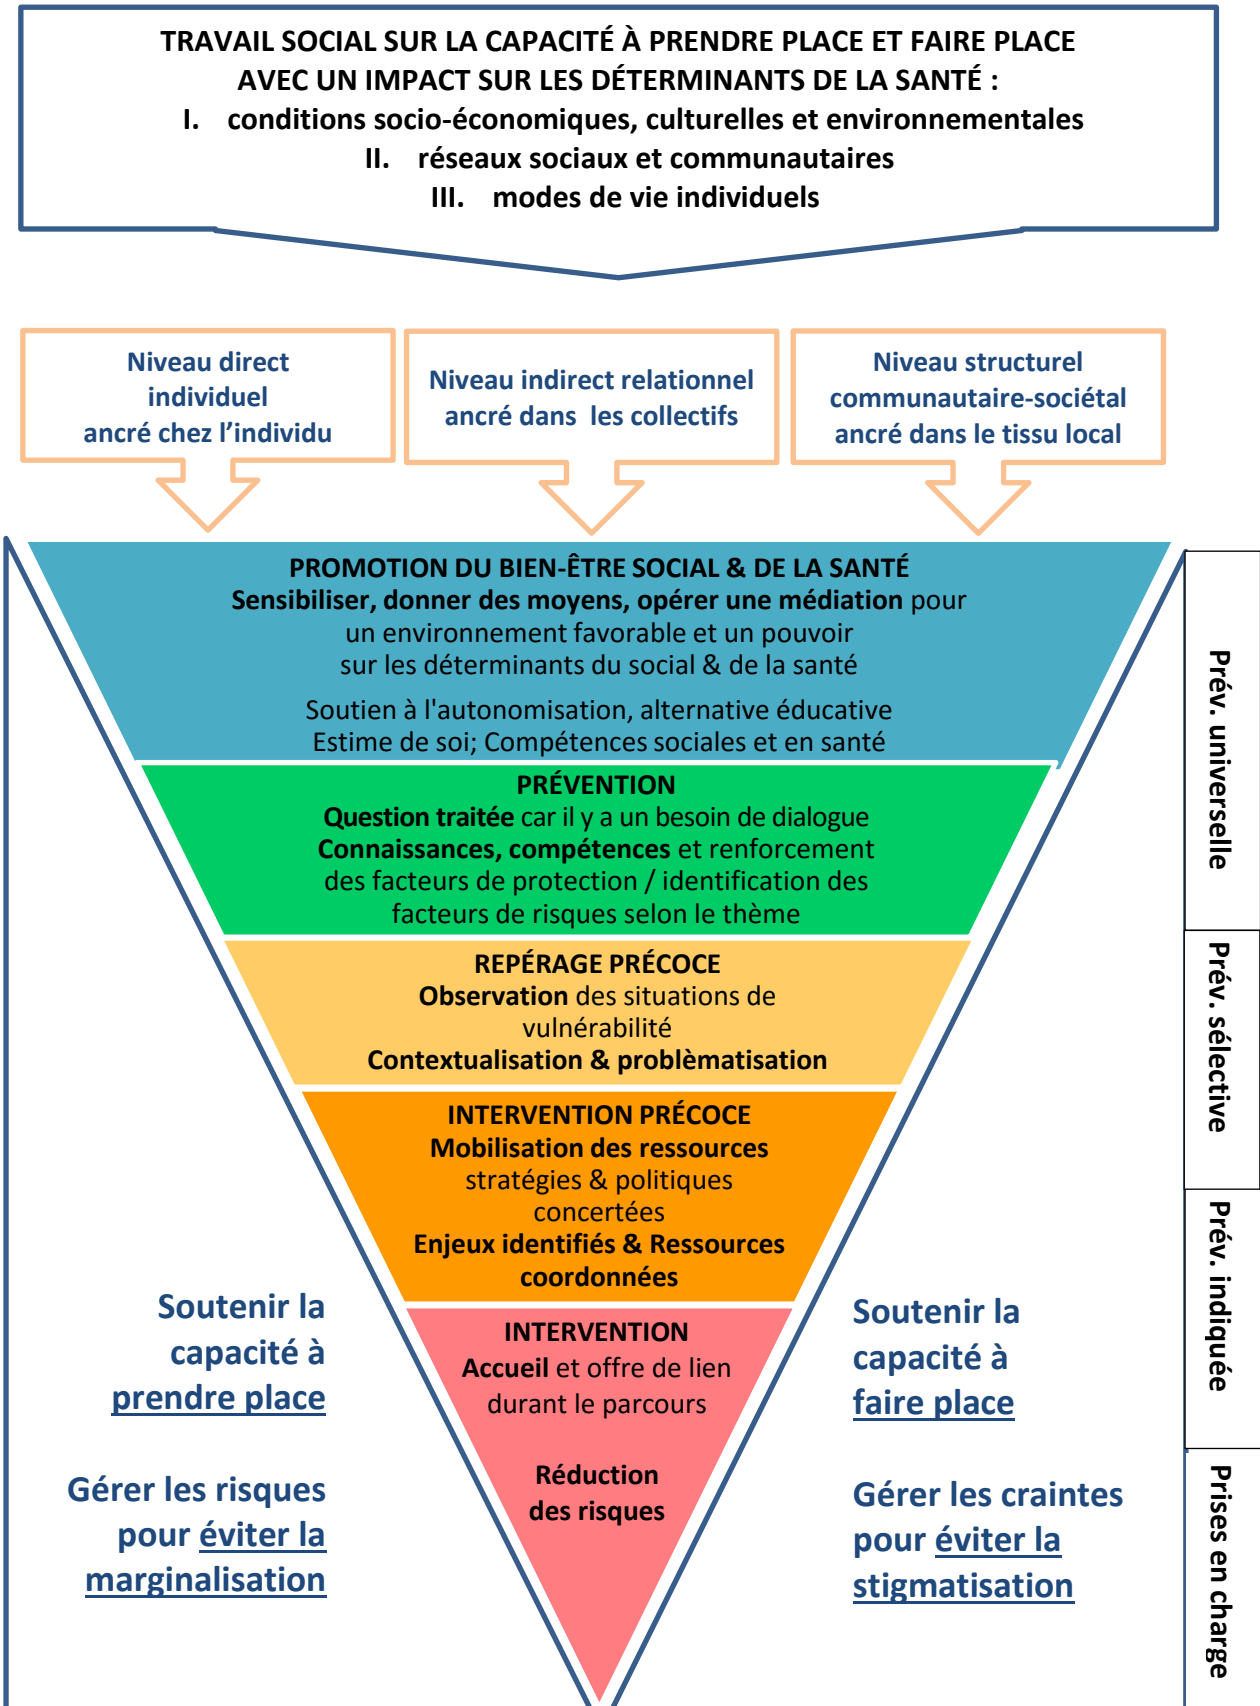 TRAVAIL SOCIAL SUR LA CAPACITÉ À PRENDRE PLACE ET FAIRE PLACE
AVEC UN IMPACT SUR LES DÉTERMINANTS DE LA SANTÉ :
I. conditions socio-économiques, culturelles et environnementales
II. réseaux sociaux et communautaires
III. modes de vie individuels
Niveau direct
individuel
ancré chez l’individu
Niveau indirect relationnel
ancré dans les collectifs
Niveau structurel
communautaire-sociétal
ancré dans le tissu local
PROMOTION DU BIEN-ÊTRE SOCIAL & DE LA SANTÉ
Sensibiliser, donner des moyens, opérer une médiation pour
un environnement favorable et un pouvoir
sur les déterminants du social & de la santé
Soutien à l'autonomisation, alternative éducative
Estime de soi; Compétences sociales et en santé
PRÉVENTION
Question traitée car il y a un besoin de dialogue
Connaissances, compétences et renforcement
des facteurs de protection / identification des
facteurs de risques selon le thème
REPÉRAGE PRÉCOCE
Observation des situations de
vulnérabilité
Contextualisation & problèmatisation
INTERVENTION PRÉCOCE
Mobilisation des ressources
stratégies & politiques
concertées
Enjeux identifiés & Ressources
coordonnées
INTERVENTION
Accueil et offre de lien
durant le parcours
Réduction
des risques
Soutenir la
capacité à
prendre place
Gérer les risques
pour éviter la
marginalisation
Soutenir la
capacité à
faire place
Gérer les craintes
pour éviter la
stigmatisation
Prév. universelle
Prév. sélective
Prév. indiquée
Prises en charge